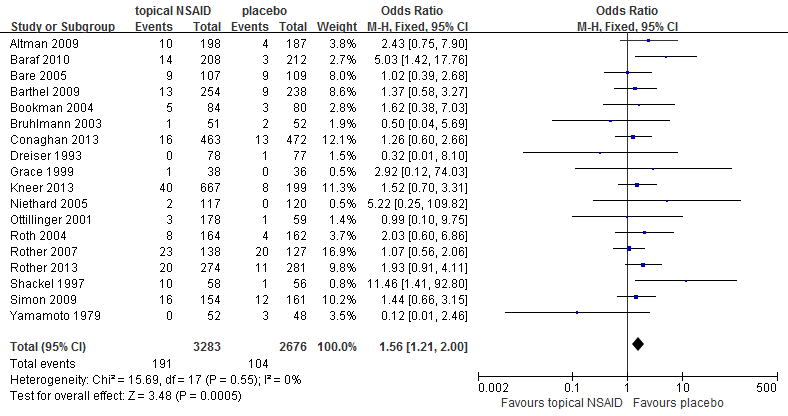 topical NSAID placebo Odds Ratio Odds Ratio
Study or Subgroup Events Total Events Total Weight M-H, Fixed, 95% CI M-H, Fixed, 95% CI
Altman 2009 10 198 4 187 3.8% 2.43 [0.75, 7.90]
Baraf 2010 14 208 3 212 2.7% 5.03 [1.42, 17.76]
Bare 2005 9 107 9 109 8.1% 1.02 [0.39, 2.68]
Barthel 2009 13 254 9 238 8.7% 1.37 [0.58, 3.27]
Bookman 2004 5 84 3 80 2.8% 1.62 [0.38, 7.03]
Bruhlmann 2003 1 51 2 52 1.9% 0.50 [0.04, 5.69]
Conaghan 2013 16 463 13 472 12.1% 1.26 [0.60, 2.66]
Dreiser 1993 0 78 1 77 1.5% 0.32 [0.01, 8.10]
Grace 1999 1 38 0 36 0.5% 2.92 [0.12, 74.03]
Kneer 2013 40 667 8 199 11.3% 1.52 [0.70, 3.31]
Niethard 2005 2 117 0 120 0.5% 5.22 [0.25, 109.82]
Ottillinger 2001 3 178 1 59 1.4% 0.99 [0.10, 9.75]
Roth 2004 8 164 4 162 3.7% 2.03 [0.60, 6.86]
Rother 2007 23 138 20 127 16.9% 1.07 [0.56, 2.06]
Rother 2013 20 274 11 281 9.8% 1.93 [0.91, 4.11]
Shackel 1997 10 58 1 56 0.8% 11.46 [1.41, 92.80]
Simon 2009 16 154 12 161 10.2% 1.44 [0.66, 3.15]
Yamamoto 1979 0 52 3 48 3.5% 0.12 [0.01, 2.46]
Total (95% CI) 3283 2676 100.0% 1.56 [1.21, 2.00]
Total events 191 104
Heterogeneity: Chi² = 15.69, df = 17 (P = 0.55); I² = 0%
Test for overall effect: Z = 3.48 (P = 0.0005)
0.002 0.1 1 10 500
Favours topical NSAID Favours placebo